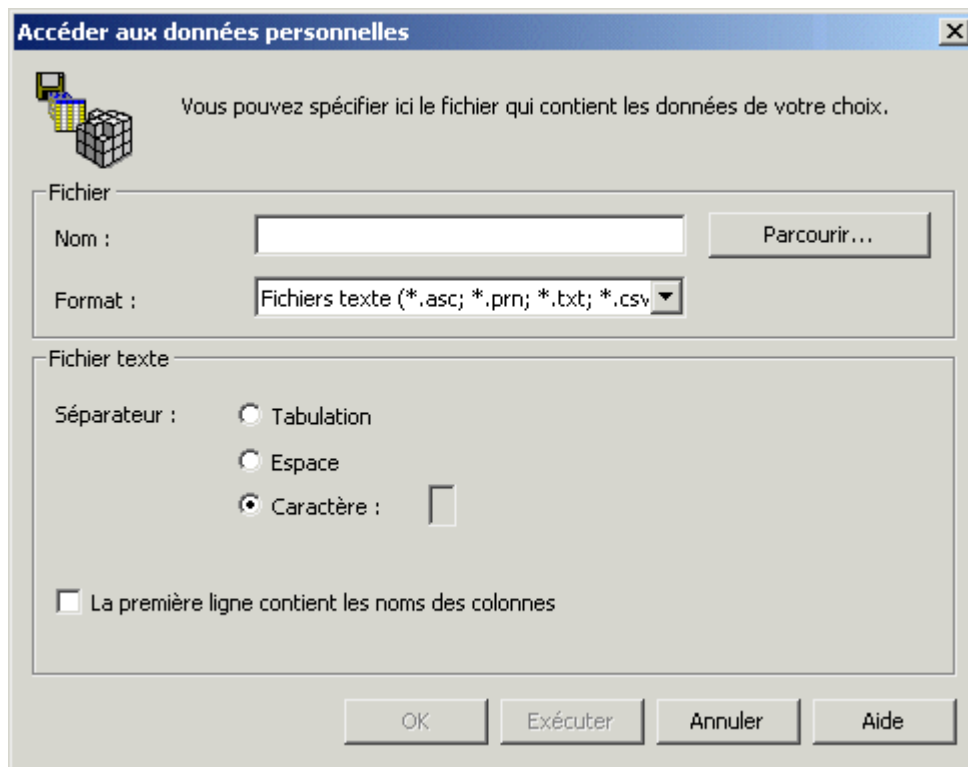 Accéder aux données personnelles
Vous pouvez spécifier ici le fichier qui contient les données de votre choix.
Fichier
Nom :
Parcourir...
Format :
Fichiers texte (*.asc; *.prn; *.txt; *.csv
Fichier texte
Séparateur :
Tabulation
Espace
Caractère :
La première ligne contient les noms des colonnes
OK
Exécuter
Annuler
Aide